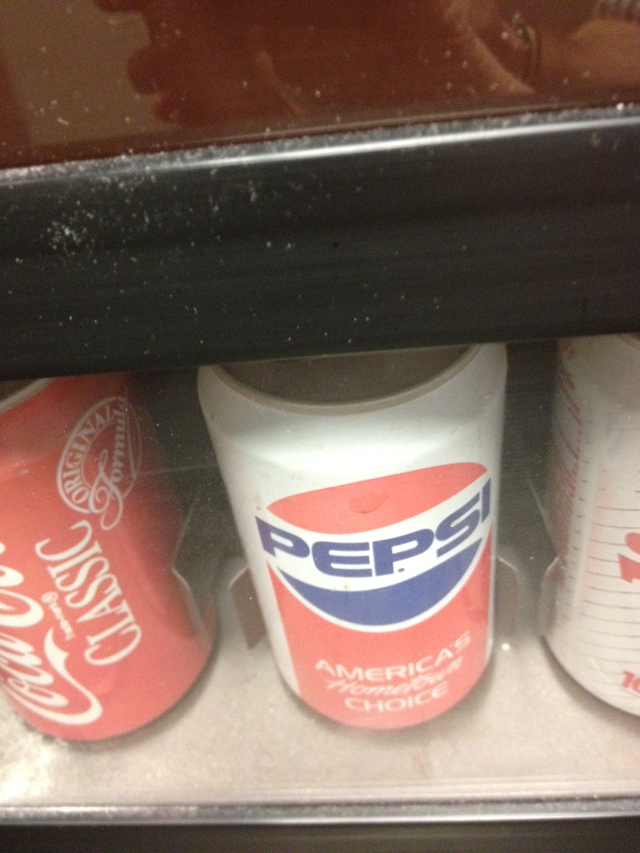 ORIGINAL
Formula
Coca-Cola
CLASSIC
PEPSI
AMERICA'S
Hometown
CHOICE